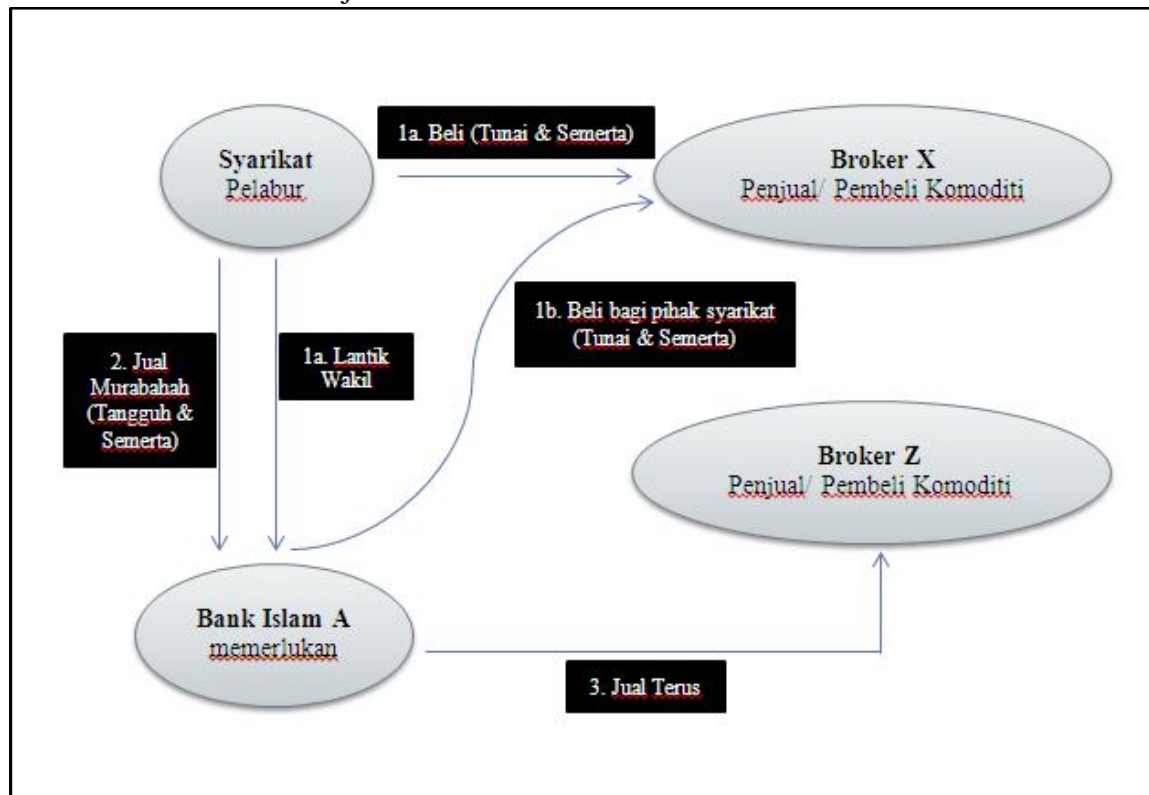 1a. Beli (Tunai & Semerta)
Syarikat
Pelabur
Broker X
Penjual/ Pembeli Komoditi
1b. Beli bagi pihak syarikat
(Tunai & Semerta)
2. Jual
Murabahah
(Tangguh &
Semerta)
1a. Lantik
Wakil
Broker Z
Penjual/ Pembeli Komoditi
Bank Islam A
memerlukan
3. Jual Terus